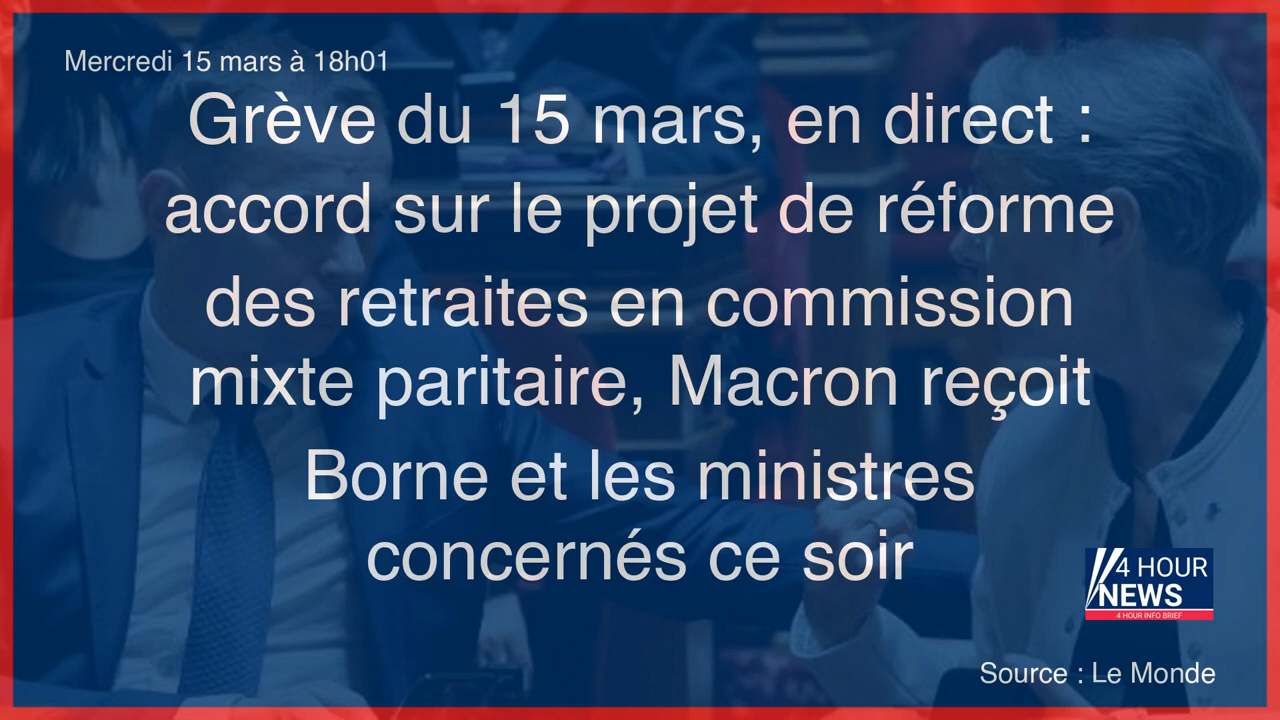 Mercredi 15 mars à 18h01
Grève du 15 mars, en direct :
accord sur le projet de réforme
des retraites en commission
mixte paritaire, Macron reçoit
Borne et les ministres
concernés ce soir
4 HOUR
NEWS
4 HOUR INFO BRIEF
Source : Le Monde